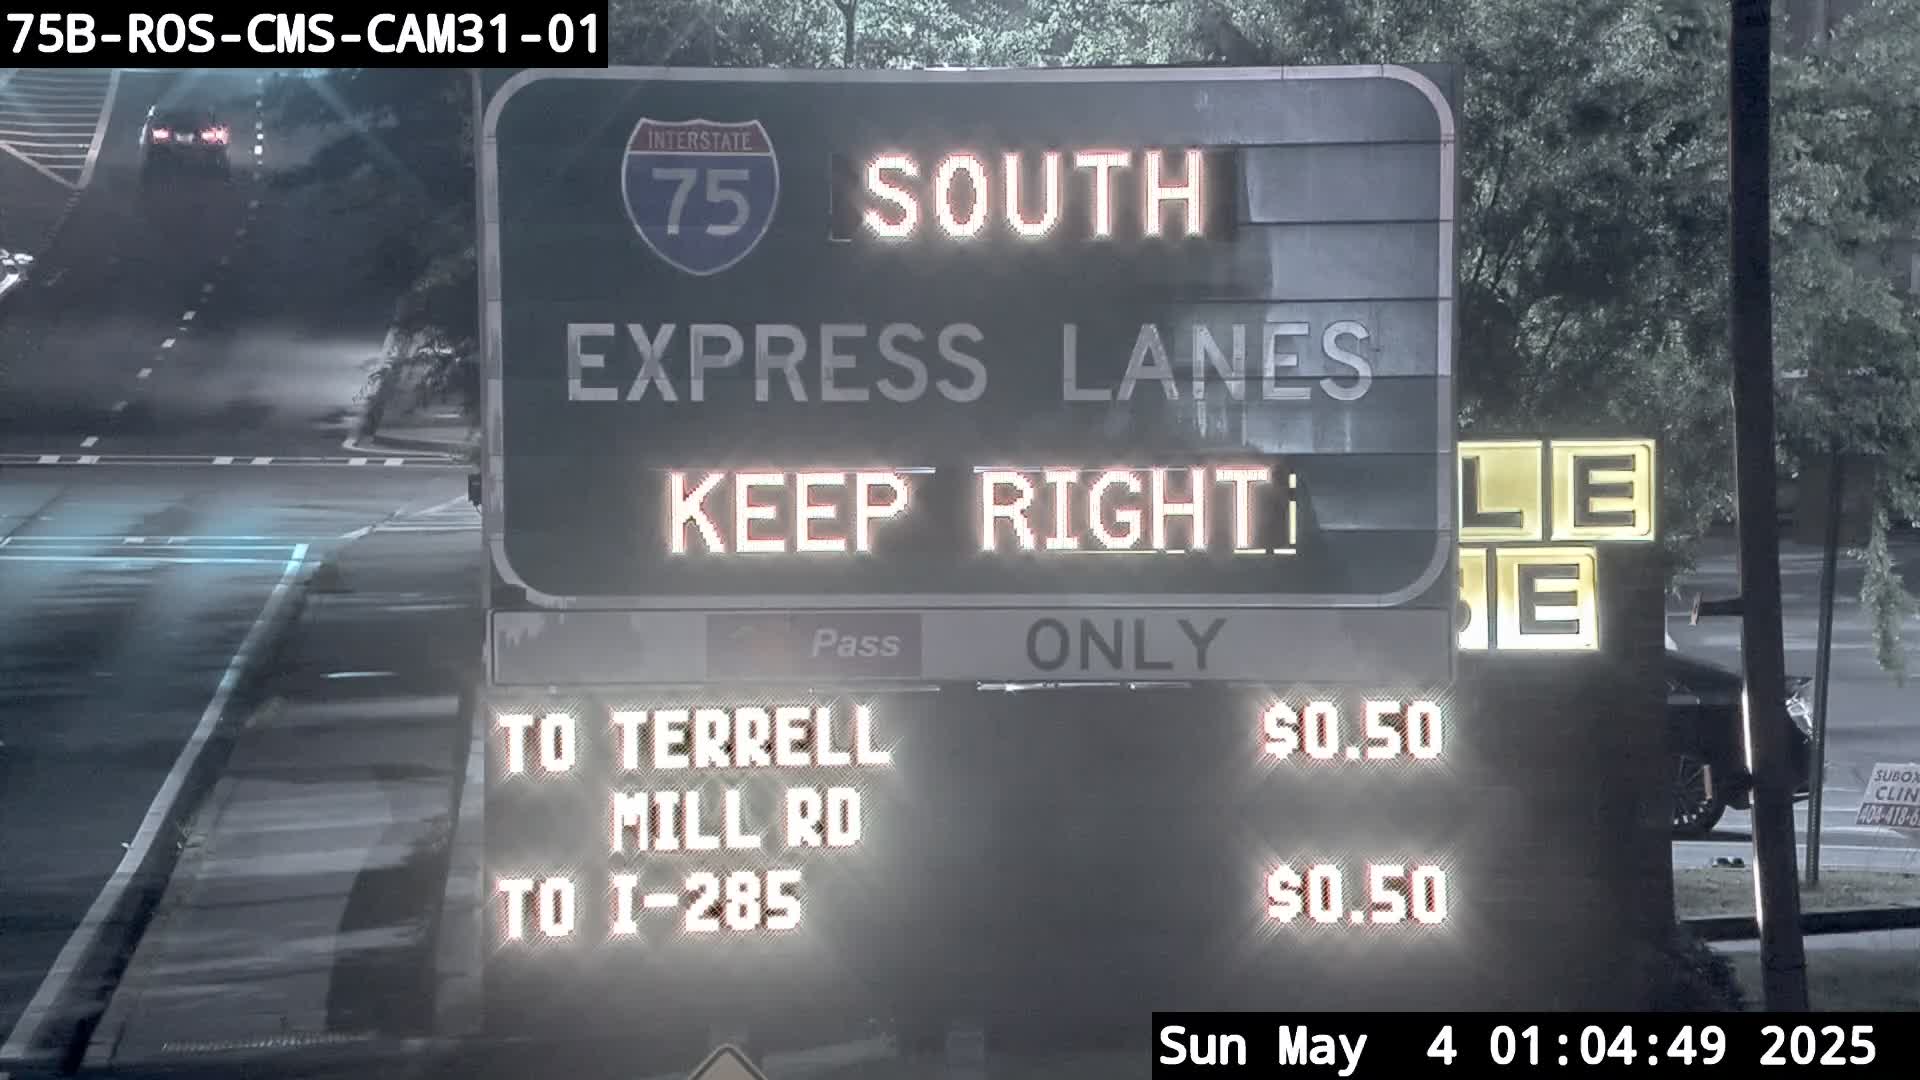 75B-ROS-CMS-CAM31-01
INTERSTATE
75
SOUTH
EXPRESS LANES
KEEP RIGHT
Pass ONLY
TO TERRELL $0.50
MILL RD
TO I-285 $0.50
LE
E
Sun May 4 01:04:49 2025